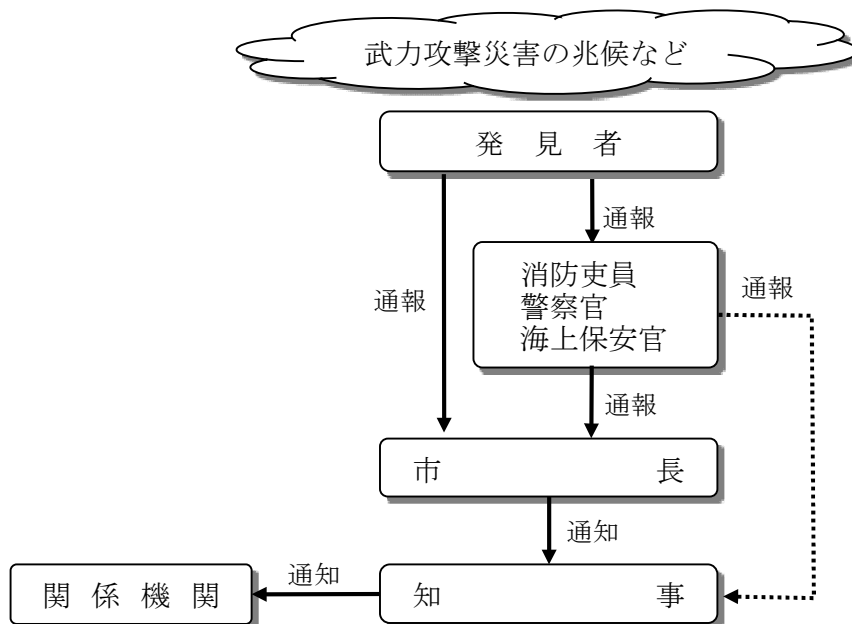 武力攻撃災害の兆候など
発 見 者
通報
消防吏員
警察官
海上保安官
通報
通報
通報
市 長
通知
知 事
通知
関 係 機 関